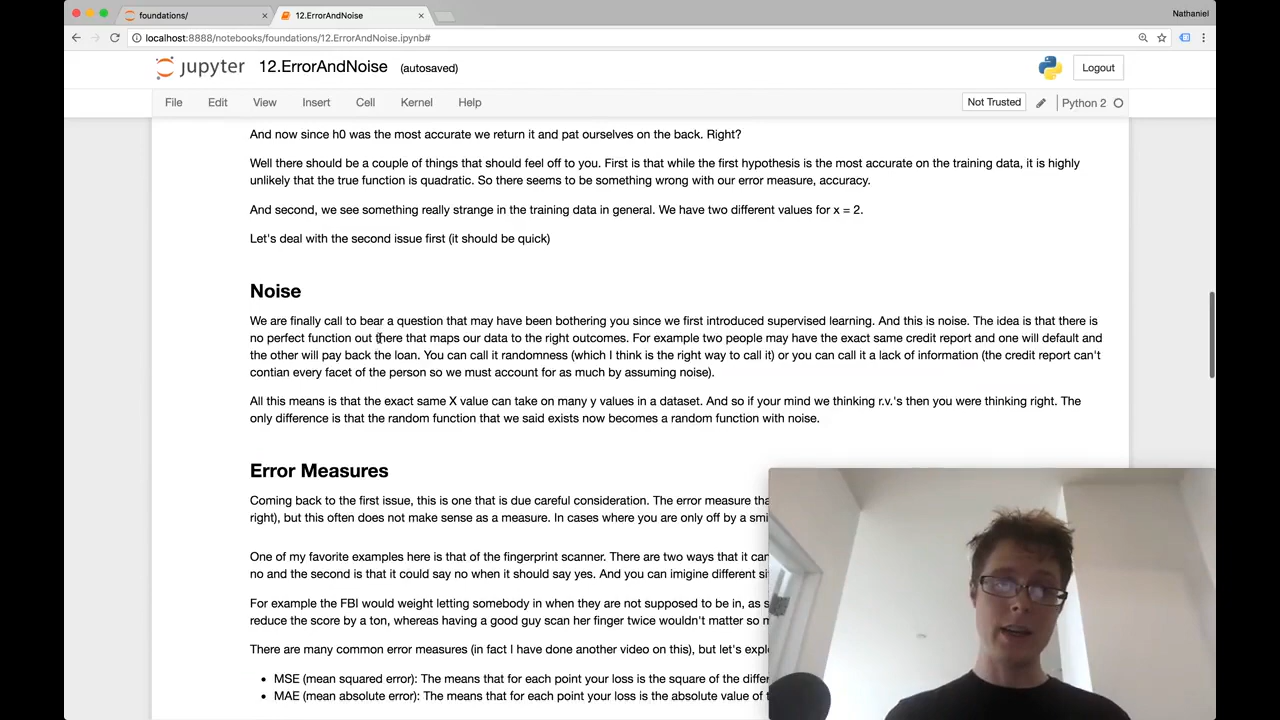 foundations/
12.ErrorAndNoise
Nathaniel
localhost:8888/notebooks/foundations/12.ErrorAndNoise.ipynb#
jupyter 12.ErrorAndNoise (autosaved)
Logout
File Edit View Insert Cell Kernel Help
Not Trusted
Python 2
And now since h0 was the most accurate we return it and pat ourselves on the back. Right?
Well there should be a couple of things that should feel off to you. First is that while the first hypothesis is the most accurate on the training data, it is highly
unlikely that the true function is quadratic. So there seems to be something wrong with our error measure, accuracy.
And second, we see something really strange in the training data in general. We have two different values for x = 2.
Let's deal with the second issue first (it should be quick)
Noise
We are finally call to bear a question that may have been bothering you since we first introduced supervised learning. And this is noise. The idea is that there is
no perfect function out there that maps our data to the right outcomes. For example two people may have the exact same credit report and one will default and
the other will pay back the loan. You can call it randomness (which I think is the right way to call it) or you can call it a lack of information (the credit report can't
contian every facet of the person so we must account for as much by assuming noise).
All this means is that the exact same X value can take on many y values in a dataset. And so if your mind we thinking r.v.'s then you were thinking right. The
only difference is that the random function that we said exists now becomes a random function with noise.
Error Measures
Coming back to the first issue, this is one that is due careful consideration. The error measure
right), but this often does not make sense as a measure. In cases where you are only off by a
One of my favorite examples here is that of the fingerprint scanner. There are two ways that it can
no and the second is that it could say no when it should say yes. And you can imigine different
For example the FBI would weight letting somebody in when they are not supposed to be in, as
reduce the score by a ton, whereas having a good guy scan her finger twice wouldn't matter so
There are many common error measures (in fact I have done another video on this), but let's
• MSE (mean squared error): The means that for each point your loss is the square of the
• MAE (mean absolute error): The means that for each point your loss is the absolute value of